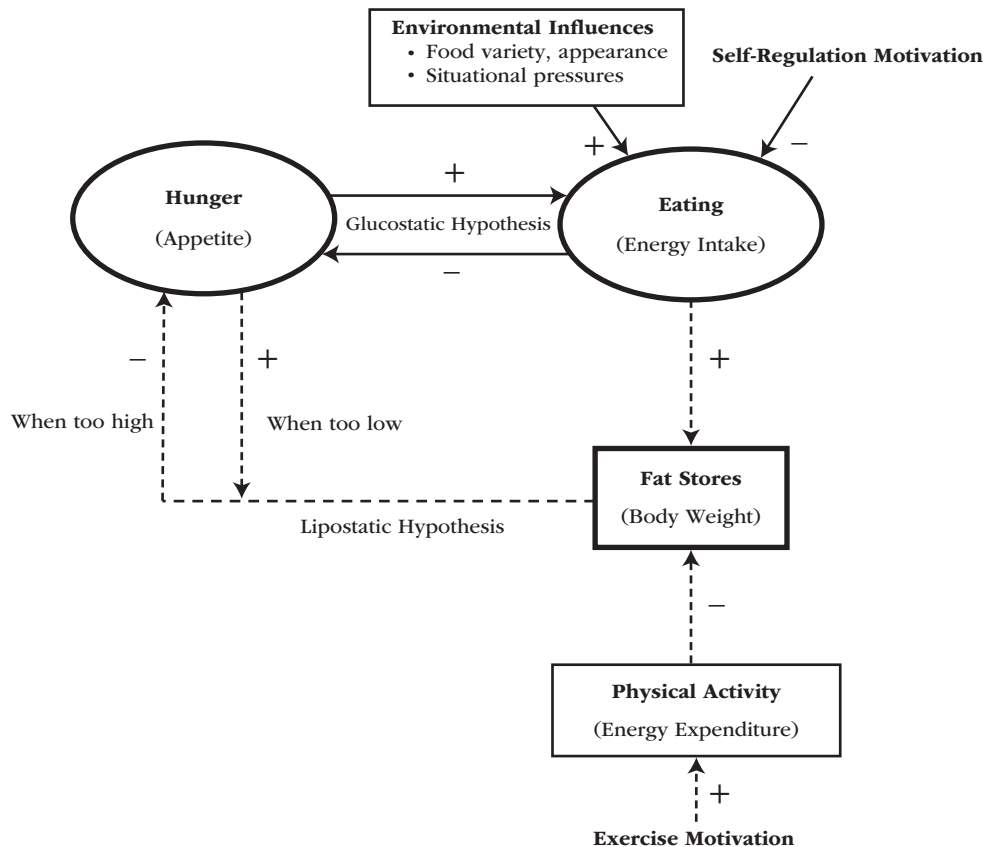 Environmental Influences
• Food variety, appearance
• Situational pressures
Self-Regulation Motivation
+
−
Hunger
(Appetite)
+
Glucostatic Hypothesis
−
Eating
(Energy Intake)
−
+
+
When too high
When too low
Lipostatic Hypothesis
Fat Stores
(Body Weight)
−
Physical Activity
(Energy Expenditure)
+
Exercise Motivation